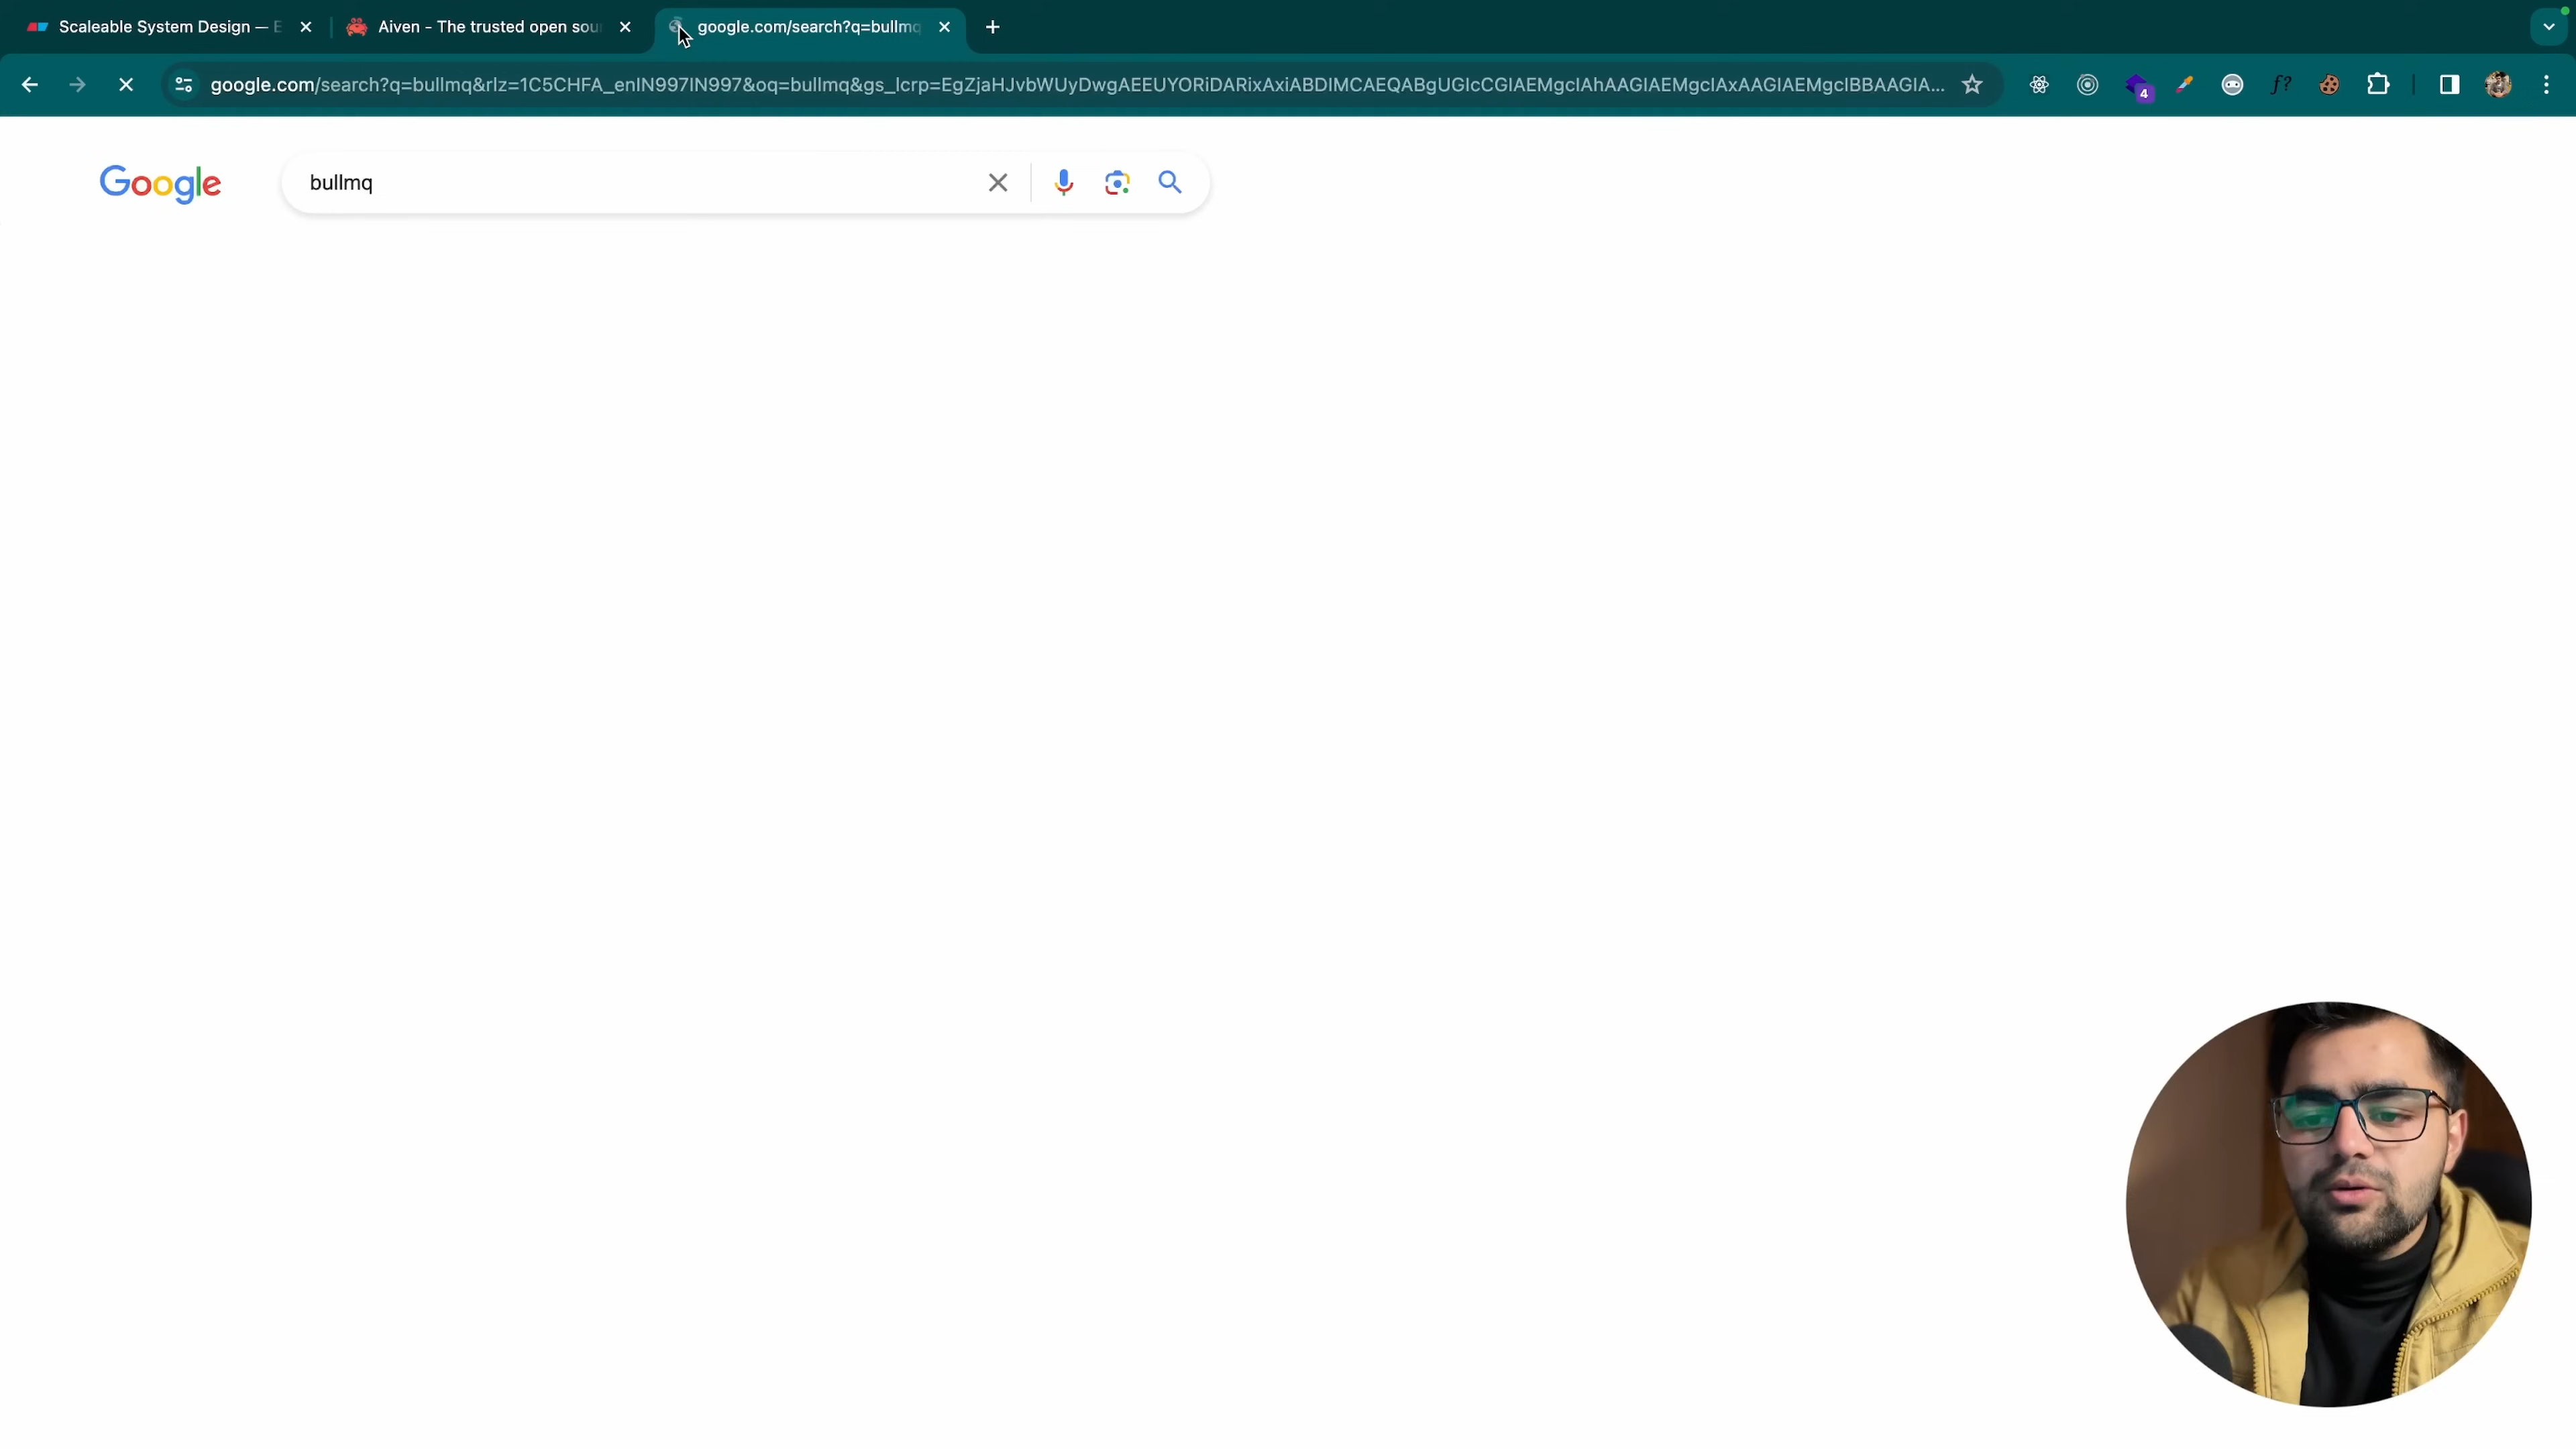 Scaleable System Design — E
Aiven - The trusted open sou
google.com/search?q=bullmq
google.com/search?q=bullmq&rlz=1C5CHFA_enIN997IN997&oq=bullmq&gs_lcrp=EgZjaHJvbWUyDwgAEEUYORiDARixAxiABDIMCAEQABgUGIcCGIAEMgcIAhAAGIAEMgcIAxAAGIAEMgcIBBAAGIA...
f?
4
Google
bullmq